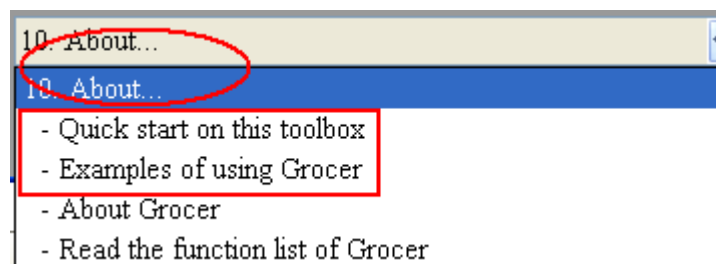 10. About...
10. About...
- Quick start on this toolbox
- Examples of using Grocer
- About Grocer
- Read the function list of Grocer